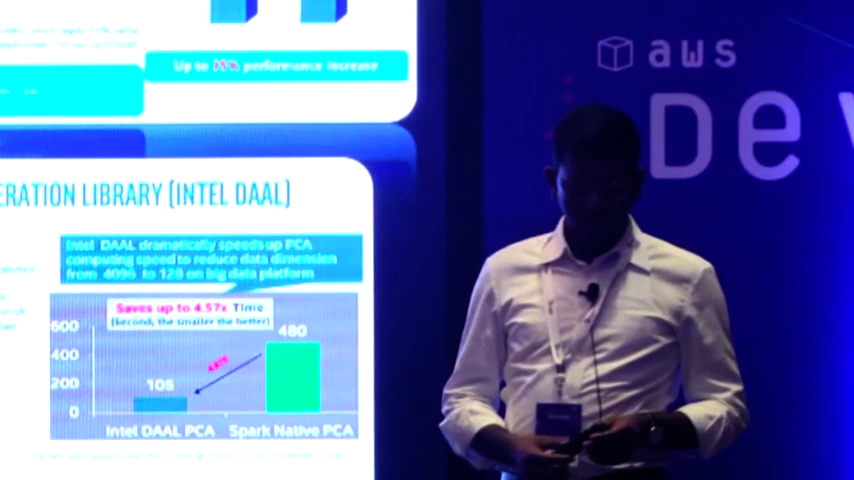 Up to 35% performance increase
ERATION LIBRARY (INTEL DAAL)
Intel DAAL dramatically speeds up PCA
computing speed to reduce data dimension
from 4096 to 128 on big data platform
Saves up to 4.57x Time
(Second, the smaller the better)
600
400
200
0
105
480
Intel DAAL PCA
Spark Native PCA
aws
Dev